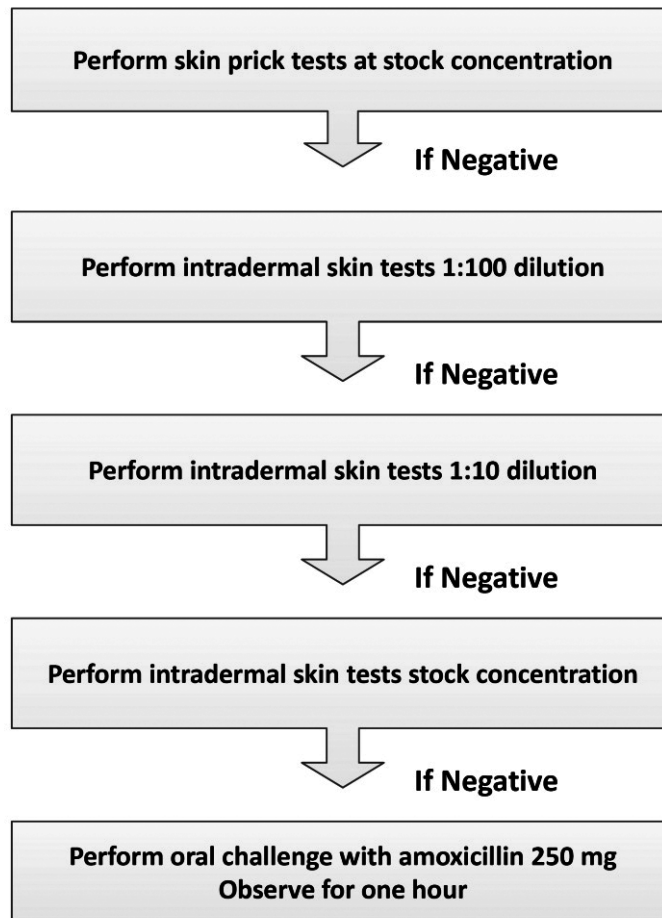 Perform skin prick tests at stock concentration
If Negative
Perform intradermal skin tests 1:100 dilution
If Negative
Perform intradermal skin tests 1:10 dilution
If Negative
Perform intradermal skin tests stock concentration
If Negative
Perform oral challenge with amoxicillin 250 mg
Observe for one hour